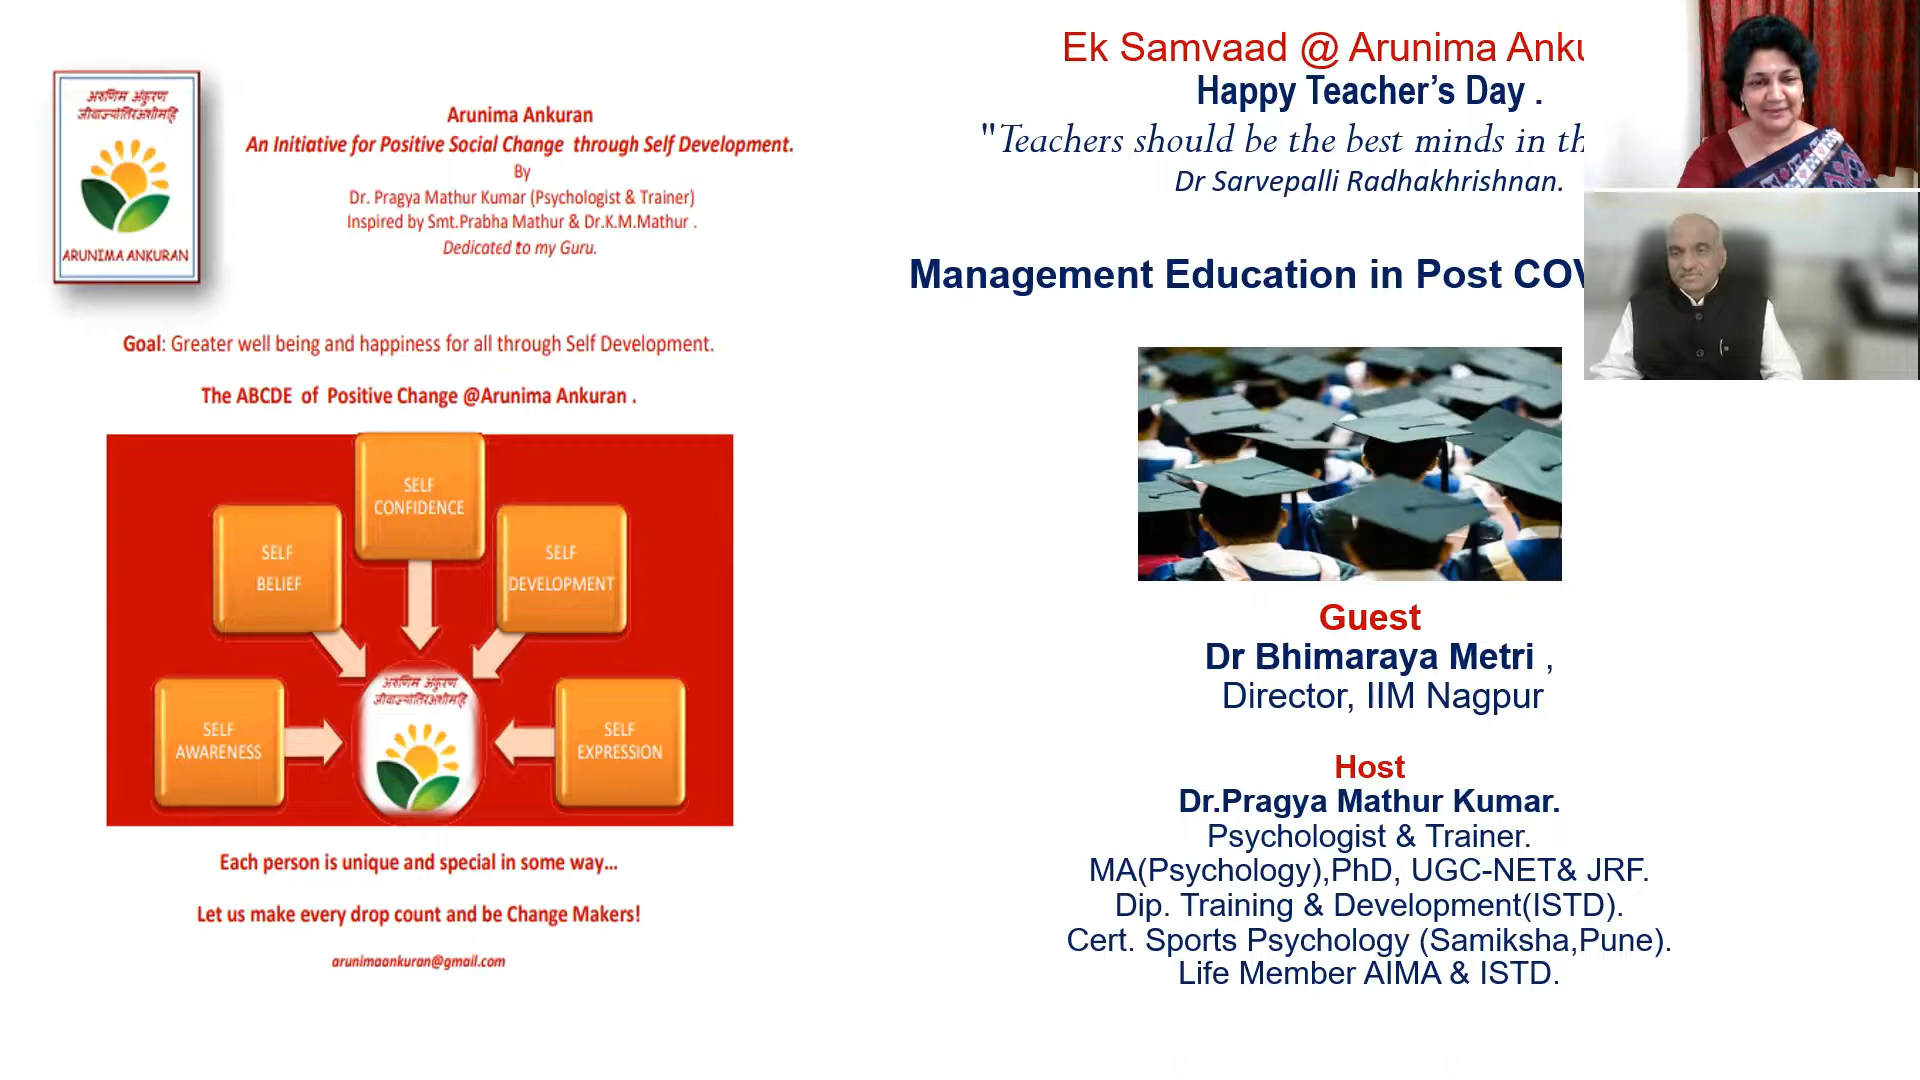 अरुणिम अंकुरण
जीवाज्योतिरअशीमहि
ARUNIMA ANKURAN
Arunima Ankuran
An Initiative for Positive Social Change through Self Development.
By
Dr. Pragya Mathur Kumar (Psychologist & Trainer)
Inspired by Smt.Prabha Mathur & Dr.K.M.Mathur .
Dedicated to my Guru.
Goal: Greater well being and happiness for all through Self Development.
The ABCDE of Positive Change @Arunima Ankuran .
SELF
CONFIDENCE
SELF
BELIEF
SELF
DEVELOPMENT
SELF
AWARENESS
SELF
EXPRESSION
अरुणिम अंकुरण
जीवाज्योतिरअशीमहि
Each person is unique and special in some way...
Let us make every drop count and be Change Makers!
arunimaankuran@gmail.com
Ek Samvaad @ Arunima Anku
Happy Teacher’s Day .
"Teachers should be the best minds in th
Dr Sarvepalli Radhakhrishnan.
Management Education in Post COV
Guest
Dr Bhimaraya Metri ,
Director, IIM Nagpur
Host
Dr.Pragya Mathur Kumar.
Psychologist & Trainer.
MA(Psychology),PhD, UGC-NET& JRF.
Dip. Training & Development(ISTD).
Cert. Sports Psychology (Samiksha,Pune).
Life Member AIMA & ISTD.